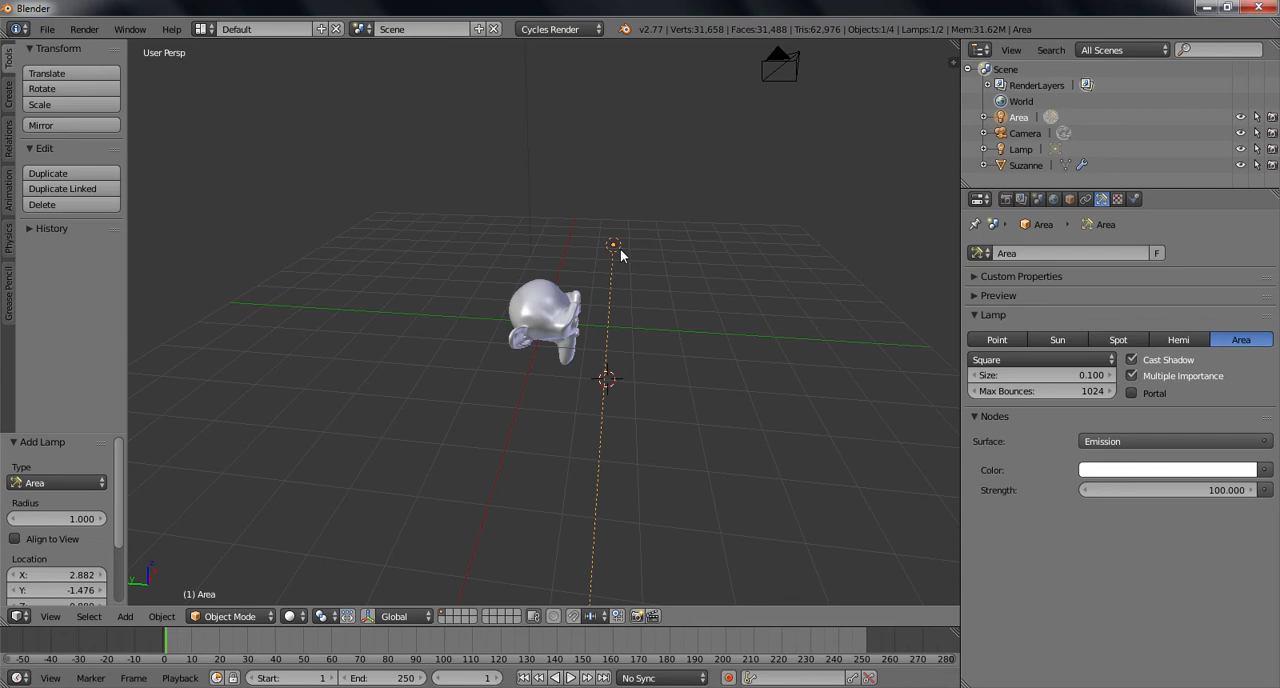 Blender
File Render Window Help Default Scene Cycles Render v2.77 | Verts:31,658 | Faces:31,488 | Tris:62,976 | Objects:1/4 | Lamps:1/2 | Mem:31.62M | Area
Tools
Create
Relations
Animation
Physics
Grease Pencil
Transform
Translate
Rotate
Scale
Mirror
Edit
Duplicate
Duplicate Linked
Delete
History
Add Lamp
Type
Area
Radius
1.000
Align to View
Location
X: 2.882
Y: -1.476
User Persp
(1) Area
View Select Add Object Object Mode Global
-50 -40 -30 -20 -10 0 10 20 30 40 50 60 70 80 90 100 110 120 130 140 150 160 170 180 190 200 210 220 230 240 250 260 270 280
View Marker Frame Playback Start: 1 End: 250 1 No Sync
View Search All Scenes
Scene
RenderLayers |
World
Area |
Camera |
Lamp |
Suzanne |
Area Area
Area F
Custom Properties
Preview
Lamp
Point Sun Spot Hemi Area
Square Cast Shadow
Size: 0.100 Multiple Importance
Max Bounces: 1024 Portal
Nodes
Surface: Emission
Color:
Strength: 100.000